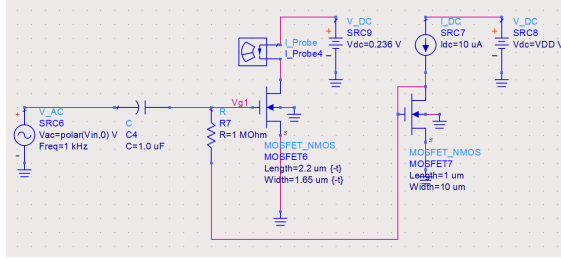 V_DC
SRC9
Vdc=0.236 V
I_DC
SRC7
Idc=10 uA
V_DC
SRC8
Vdc=VDD V
I_Probe
I_Probe4
V_AC
SRC6
Vac=polar(Vin,0) V
Freq=1 kHz
C
C4
C=1.0 uF
R
R7
R=1 MOhm
Vg1
MOSFET_NMOS
MOSFET6
Length=2.2 um {-t}
Width=1.65 um {-t}
MOSFET_NMOS
MOSFET7
Length=1 um
Width=10 um